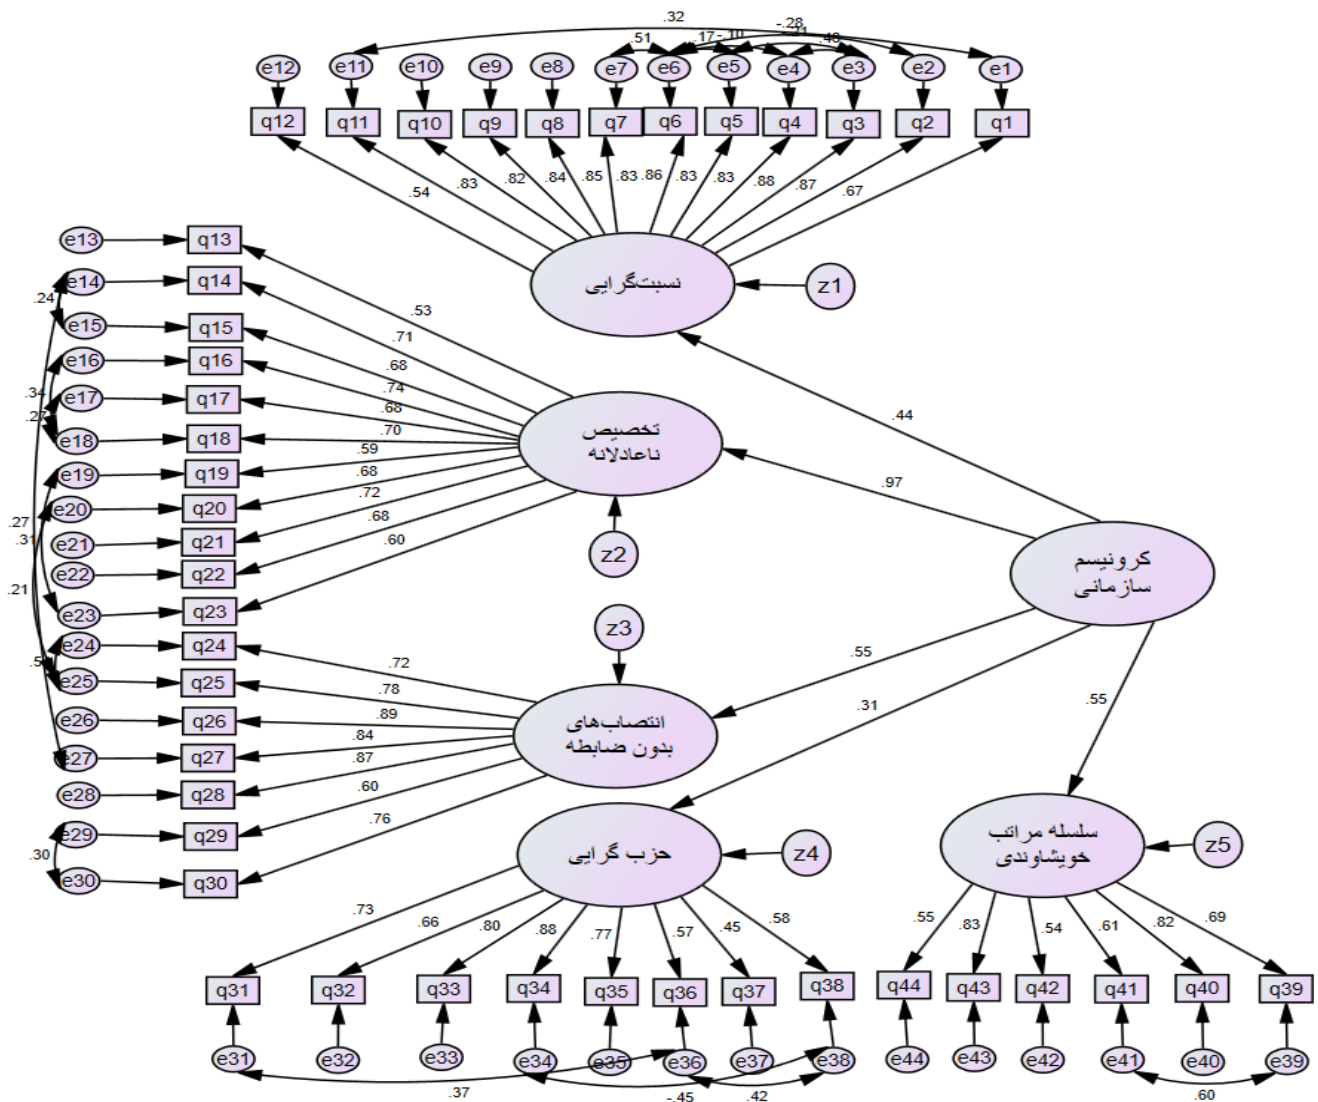 .32
-.28
.51 .17 -.10 .48
e12 e11 e10 e9 e8 e7 e6 e5 e4 e3 e2 e1
q12 q11 q10 q9 q8 q7 q6 q5 q4 q3 q2 q1
.54 .83 .82 .84 .85 .83 .86 .83 .88 .87 .67
نسبت‌گرایی
z1
e13 q13
e14 q14
.24
e15 q15
e16 q16
.34
e17 q17
.27
e18 q18
e19 q19
e20 q20
.27
.31
e21 q21
e22 q22
.21
e23 q23
.53
.71
.68
.74
.68
.70
.59
.68
.72
.68
.60
تخصیص
ناعادلانه
z2
.44
.97
کرونیسم
سازمانی
.55
.31
.55
z3
e24 q24
e25 q25
e26 q26
e27 q27
e28 q28
e29 q29
.30
e30 q30
.72
.78
.89
.84
.87
.60
.76
انتصاب‌های
بدون ضابطه
حزب گرایی
z4
.73 .66 .80 .88 .77 .57 .45 .58
q31 q32 q33 q34 q35 q36 q37 q38
e31 e32 e33 e34 e35 e36 e37 e38
.37 -.45 .42
سلسله مراتب
خویشاوندی
z5
.55 .83 .54 .61 .82 .69
q44 q43 q42 q41 q40 q39
e44 e43 e42 e41 e40 e39
.60